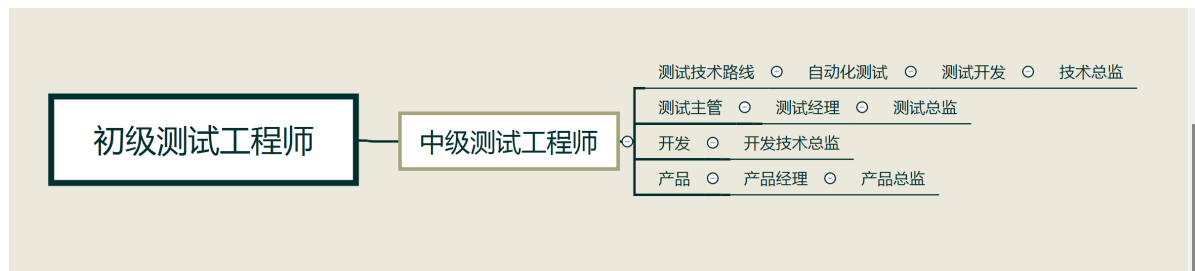 初级测试工程师
中级测试工程师
测试技术路线 自动化测试 测试开发 技术总监
测试主管 测试经理 测试总监
开发 开发技术总监
产品 产品经理 产品总监